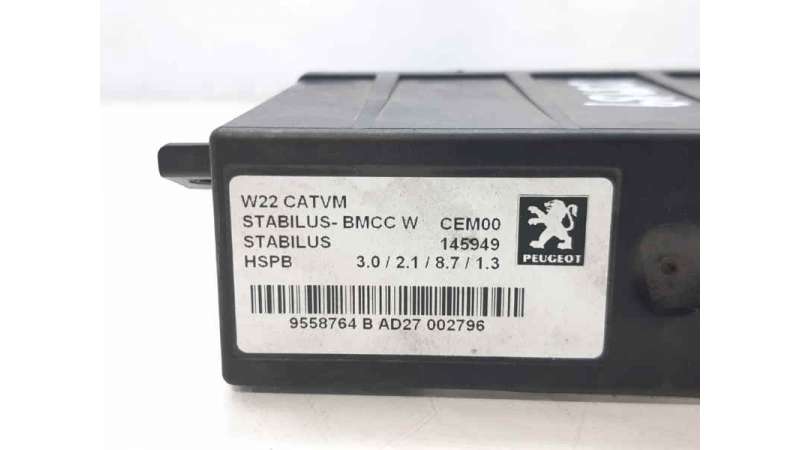 W22 CATVM
STABILUS- BMCC W CEM00
STABILUS 145949
HSPB 3.0 / 2.1 / 8.7 / 1.3
PEUGEOT
9558764 B AD27 002796